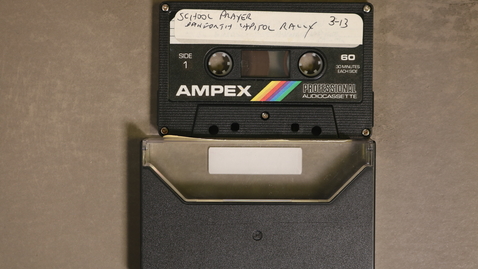 SCHOOL PRAYER 3-13
DANFORTH CAPITOL RALLY
SIDE 60
1 30 MINUTES
EACH SIDE
AMPEX PROFESSIONAL
AUDIOCASSETTE